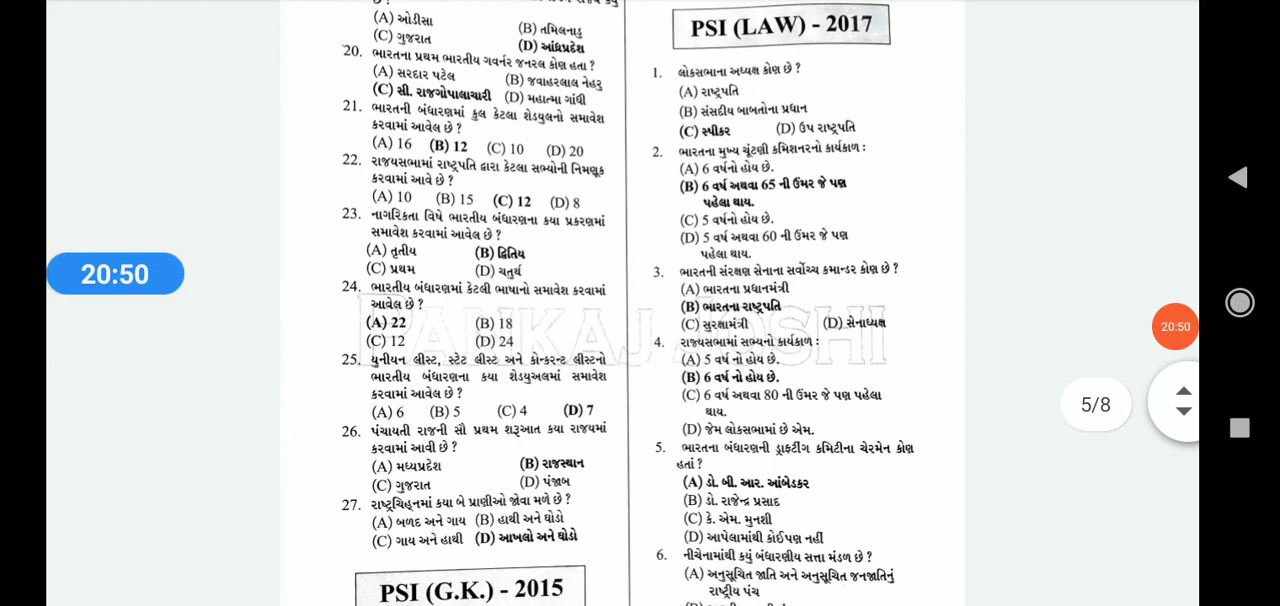 (A) ઓડીસા (B) તમિલનાડુ
(C) ગુજરાત (D) આંધ્રપ્રદેશ
20. ભારતના પ્રથમ ભારતીય ગવર્નર જનરલ કોણ હતા ?
(A) સરદાર પટેલ (B) જવાહરલાલ નેહરુ
(C) સી. રાજગોપાલાચારી (D) મહાત્મા ગાંધી
21. ભારતની બંધારણમાં કુલ કેટલા શેડયુલનો સમાવેશ
કરવામાં આવેલ છે ?
(A) 16 (B) 12 (C) 10 (D) 20
22. રાજયસભામાં રાષ્ટ્રપતિ દ્વારા કેટલા સભ્યોની નિમણૂક
કરવામાં આવે છે ?
(A) 10 (B) 15 (C) 12 (D) 8
23. નાગરિકતા વિષે ભારતીય બંધારણના કયા પ્રકરણમાં
સમાવેશ કરવામાં આવેલ છે ?
(A) તૃતીય (B) દ્વિતિય
(C) પ્રથમ (D) ચતુર્થ
24. ભારતીય બંધારણમાં કેટલી ભાષાનો સમાવેશ કરવામાં
આવેલ છે ?
(A) 22 (B) 18
(C) 12 (D) 24
25. યુનીયન લીસ્ટ, સ્ટેટ લીસ્ટ અને કોન્કરન્ટ લીસ્ટનો
ભારતીય બંધારણના કયા શેડયુઅલમાં સમાવેશ
કરવામાં આવેલ છે ?
(A) 6 (B) 5 (C) 4 (D) 7
26. પંચાયતી રાજની સૌ પ્રથમ શરૂઆત કયા રાજયમાં
કરવામાં આવી છે ?
(A) મધ્યપ્રદેશ (B) રાજસ્થાન
(C) ગુજરાત (D) પંજાબ
27. રાષ્ટ્રચિહ્નમાં કયા બે પ્રાણીઓ જોવા મળે છે ?
(A) બળદ અને ગાય (B) હાથી અને ઘોડો
(C) ગાય અને હાથી (D) આખલો અને ઘોડો
PSI (G.K.) - 2015
PSI (LAW) - 2017
1. લોકસભાના અધ્યક્ષ કોણ છે ?
(A) રાષ્ટ્રપતિ
(B) સંસદીય બાબતોના પ્રધાન
(C) સ્પીકર (D) ઉપ રાષ્ટ્રપતિ
2. ભારતના મુખ્ય ચૂંટણી કમિશનરનો કાર્યકાળ :
(A) 6 વર્ષનો હોય છે.
(B) 6 વર્ષ અથવા 65 ની ઉંમર જે પણ
પહેલા થાય.
(C) 5 વર્ષનો હોય છે.
(D) 5 વર્ષ અથવા 60 ની ઉંમર જે પણ
પહેલા થાય.
3. ભારતની સંરક્ષણ સેનાના સર્વોચ્ચ કમાન્ડર કોણ છે ?
(A) ભારતના પ્રધાનમંત્રી
(B) ભારતના રાષ્ટ્રપતિ
(C) સુરક્ષામંત્રી (D) સેનાધ્યક્ષ
4. રાજ્યસભામાં સભ્યનો કાર્યકાળ :
(A) 5 વર્ષ નો હોય છે.
(B) 6 વર્ષ નો હોય છે.
(C) 6 વર્ષ અથવા 80 ની ઉંમર જે પણ પહેલા
થાય.
(D) જેમ લોકસભામાં છે એમ.
5. ભારતના બંધારણની ડ્રાફ્ટીંગ કમિટીના ચેરમેન કોણ
હતાં ?
(A) ડો. બી. આર. આંબેડકર
(B) ડો. રાજેન્દ્ર પ્રસાદ
(C) કે. એમ. મુનશી
(D) આપેલામાંથી કોઈપણ નહીં
6. નીચેનામાંથી કયું બંધારણીય સત્તા મંડળ છે ?
(A) અનુસૂચિત જાતિ અને અનુસૂચિત જનજાતિનું
રાષ્ટ્રીય પંચ
PANKAJ JOSHI
20:50
20:50
5/8